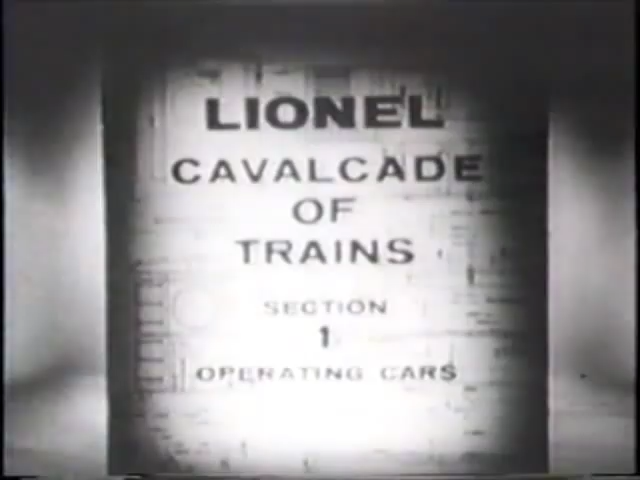 LIONEL
CAVALCADE
OF
TRAINS
SECTION
1
OPERATING CARS